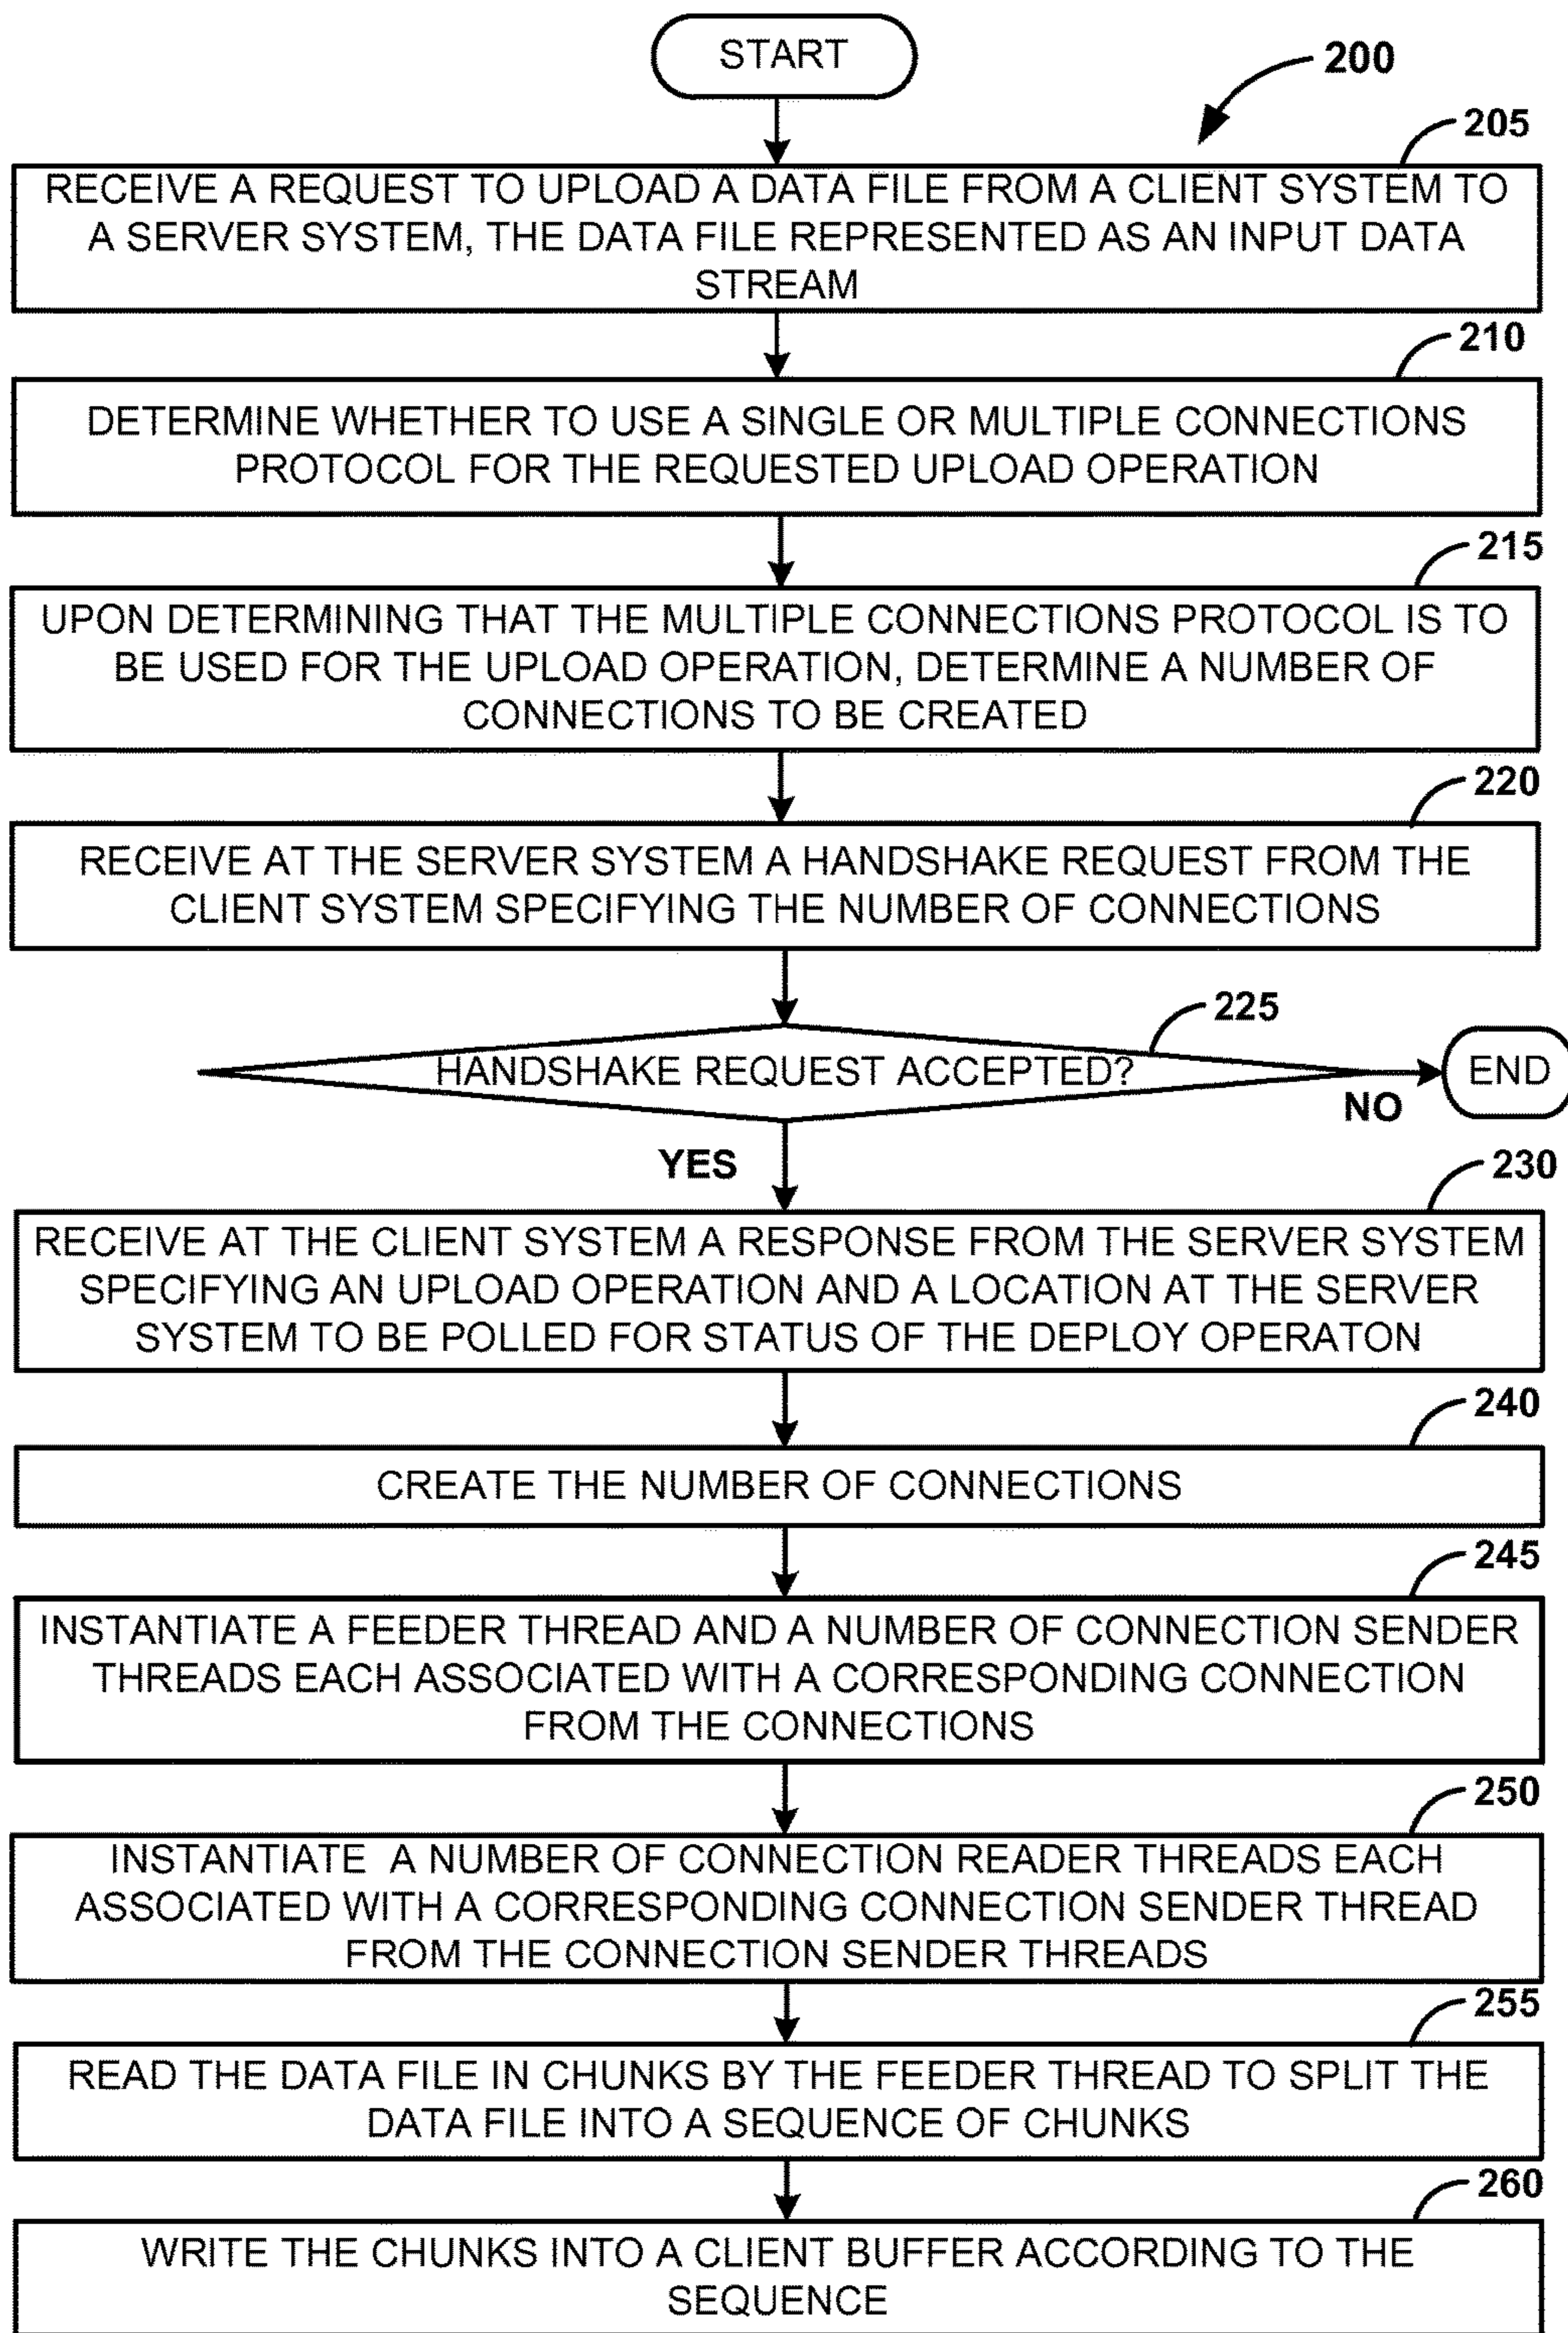 START
200
205
RECEIVE A REQUEST TO UPLOAD A DATA FILE FROM A CLIENT SYSTEM TO
A SERVER SYSTEM, THE DATA FILE REPRESENTED AS AN INPUT DATA
STREAM
210
DETERMINE WHETHER TO USE A SINGLE OR MULTIPLE CONNECTIONS
PROTOCOL FOR THE REQUESTED UPLOAD OPERATION
215
UPON DETERMINING THAT THE MULTIPLE CONNECTIONS PROTOCOL IS TO
BE USED FOR THE UPLOAD OPERATION, DETERMINE A NUMBER OF
CONNECTIONS TO BE CREATED
220
RECEIVE AT THE SERVER SYSTEM A HANDSHAKE REQUEST FROM THE
CLIENT SYSTEM SPECIFYING THE NUMBER OF CONNECTIONS
225
HANDSHAKE REQUEST ACCEPTED?
END
NO
YES
230
RECEIVE AT THE CLIENT SYSTEM A RESPONSE FROM THE SERVER SYSTEM
SPECIFYING AN UPLOAD OPERATION AND A LOCATION AT THE SERVER
SYSTEM TO BE POLLED FOR STATUS OF THE DEPLOY OPERATON
240
CREATE THE NUMBER OF CONNECTIONS
245
INSTANTIATE A FEEDER THREAD AND A NUMBER OF CONNECTION SENDER
THREADS EACH ASSOCIATED WITH A CORRESPONDING CONNECTION
FROM THE CONNECTIONS
250
INSTANTIATE A NUMBER OF CONNECTION READER THREADS EACH
ASSOCIATED WITH A CORRESPONDING CONNECTION SENDER THREAD
FROM THE CONNECTION SENDER THREADS
255
READ THE DATA FILE IN CHUNKS BY THE FEEDER THREAD TO SPLIT THE
DATA FILE INTO A SEQUENCE OF CHUNKS
260
WRITE THE CHUNKS INTO A CLIENT BUFFER ACCORDING TO THE
SEQUENCE